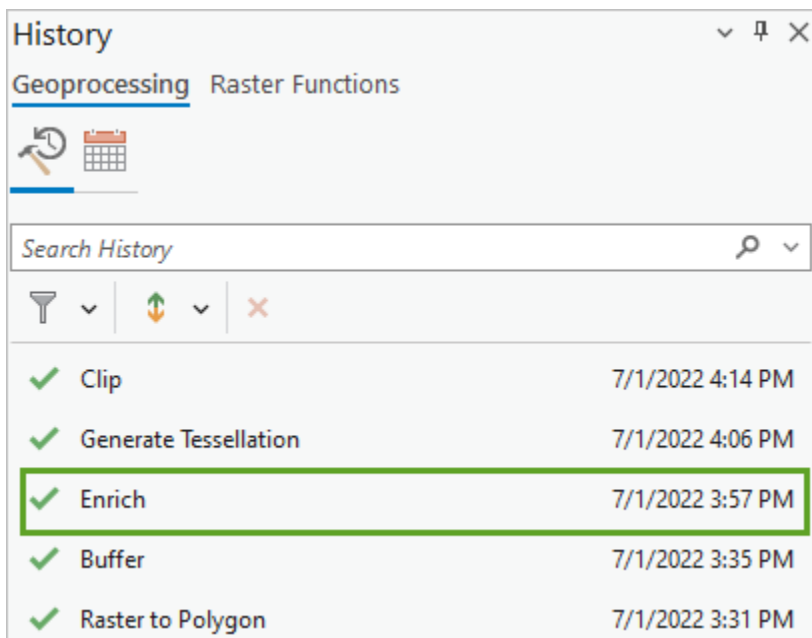 History
Geoprocessing Raster Functions
Search History
Clip 7/1/2022 4:14 PM
Generate Tessellation 7/1/2022 4:06 PM
Enrich 7/1/2022 3:57 PM
Buffer 7/1/2022 3:35 PM
Raster to Polygon 7/1/2022 3:31 PM